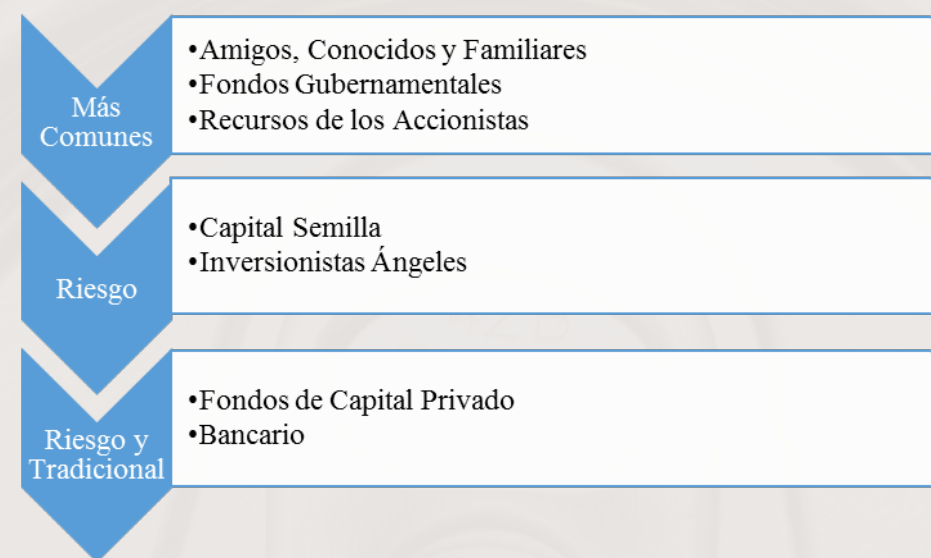 Más
Comunes
•Amigos, Conocidos y Familiares
•Fondos Gubernamentales
•Recursos de los Accionistas
Riesgo
•Capital Semilla
•Inversionistas Ángeles
Riesgo y
Tradicional
•Fondos de Capital Privado
•Bancario